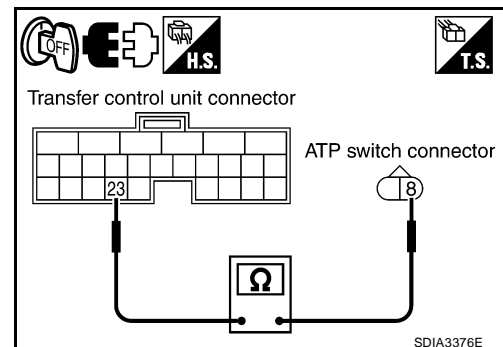 OFF
H.S.
T.S.
Transfer control unit connector
ATP switch connector
23
8
Ω
SDIA3376E